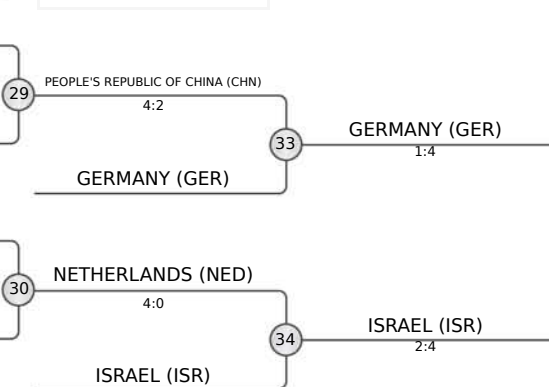 PEOPLE'S REPUBLIC OF CHINA (CHN)
29
4:2
GERMANY (GER)
33
1:4
GERMANY (GER)
NETHERLANDS (NED)
30
4:0
ISRAEL (ISR)
34
2:4
ISRAEL (ISR)